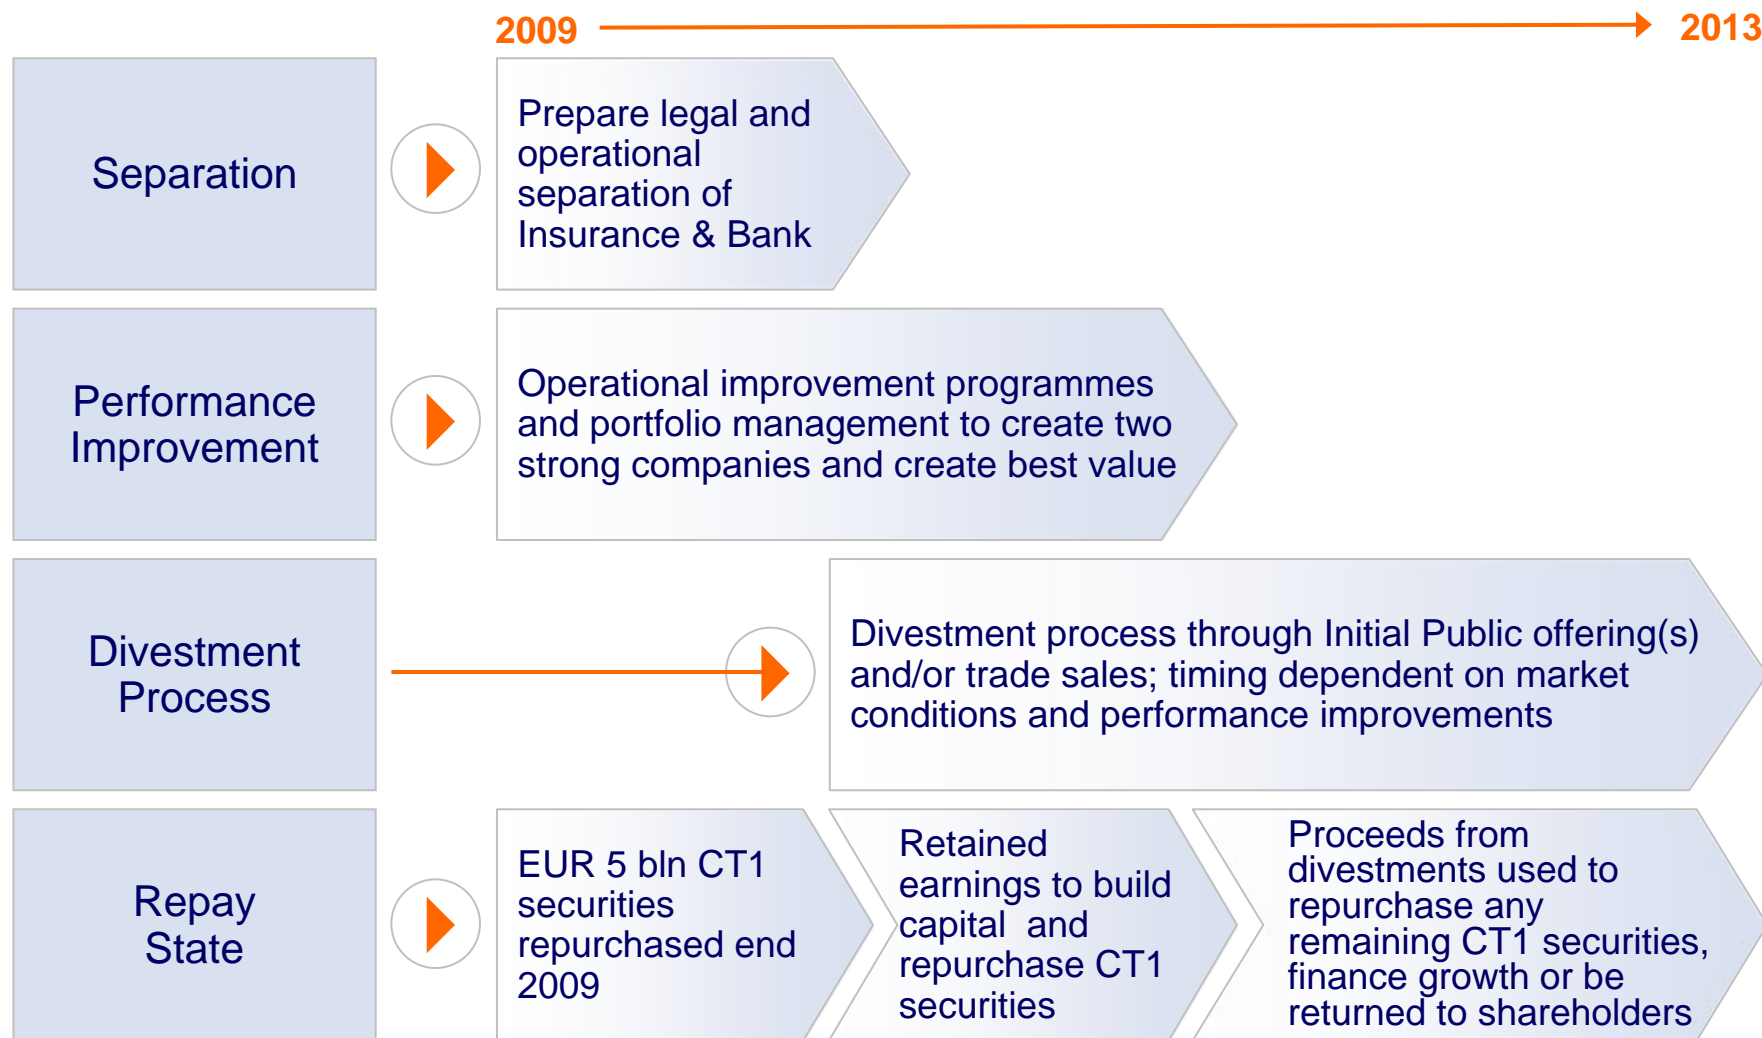 2009
2013
Separation
Prepare legal and
operational
separation of
Insurance & Bank
Performance
Improvement
Operational improvement programmes
and portfolio management to create two
strong companies and create best value
Divestment
Process
Divestment process through Initial Public offering(s)
and/or trade sales; timing dependent on market
conditions and performance improvements
Repay
State
EUR 5 bln CT1
securities
repurchased end
2009
Retained
earnings to build
capital and
repurchase CT1
securities
Proceeds from
divestments used to
repurchase any
remaining CT1 securities,
finance growth or be
returned to shareholders